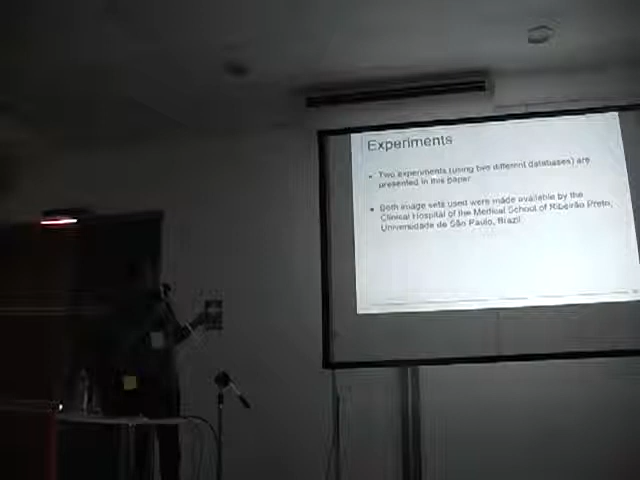 Experiments
• Two experiments (using two different databases) are
presented in this paper
• Both image sets used were made available by the
Clinical Hospital of the Medical School of Ribeirão Preto,
Universidade de São Paulo, Brazil